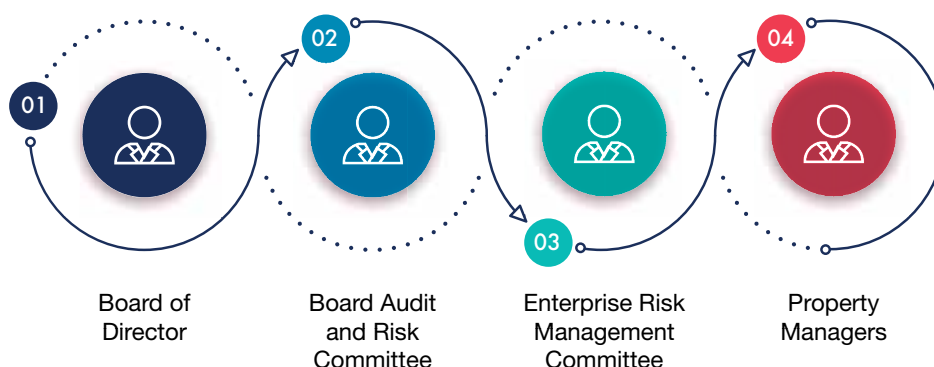 01
02
03
04
Board of
Director
Board Audit
and Risk
Committee
Enterprise Risk
Management
Committee
Property
Managers